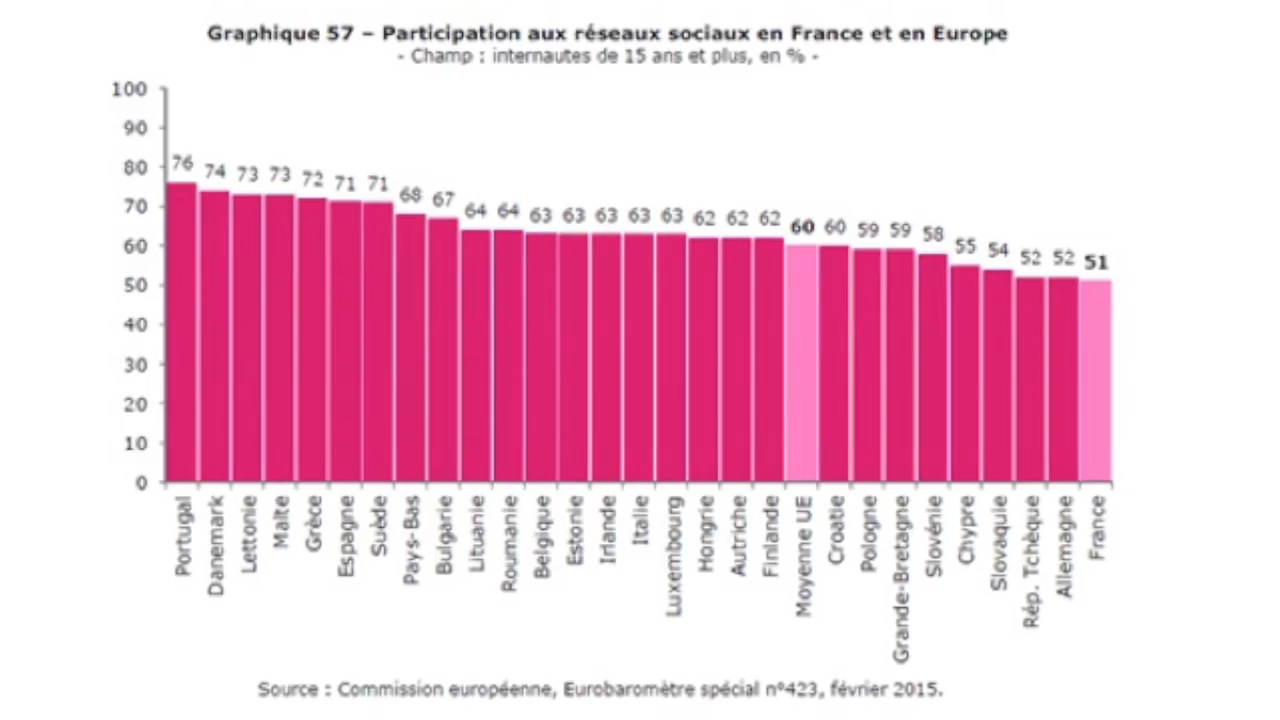 Graphique 57 – Participation aux réseaux sociaux en France et en Europe
- Champ : internautes de 15 ans et plus, en % -
100
90
80
70
60
50
40
30
20
10
0
76 74 73 73 72 71 71 68 67 64 64 63 63 63 63 63 62 62 62 60 60 59 59 58 55 54 52 52 51
Portugal
Danemark
Lettonie
Malte
Grèce
Espagne
Suède
Pays-Bas
Bulgarie
Lituanie
Roumanie
Belgique
Estonie
Irlande
Italie
Luxembourg
Hongrie
Autriche
Finlande
Moyenne UE
Croatie
Pologne
Grande-Bretagne
Slovénie
Chypre
Slovaquie
Rép. Tchèque
Allemagne
France
Source : Commission européenne, Eurobaromètre spécial n°423, février 2015.